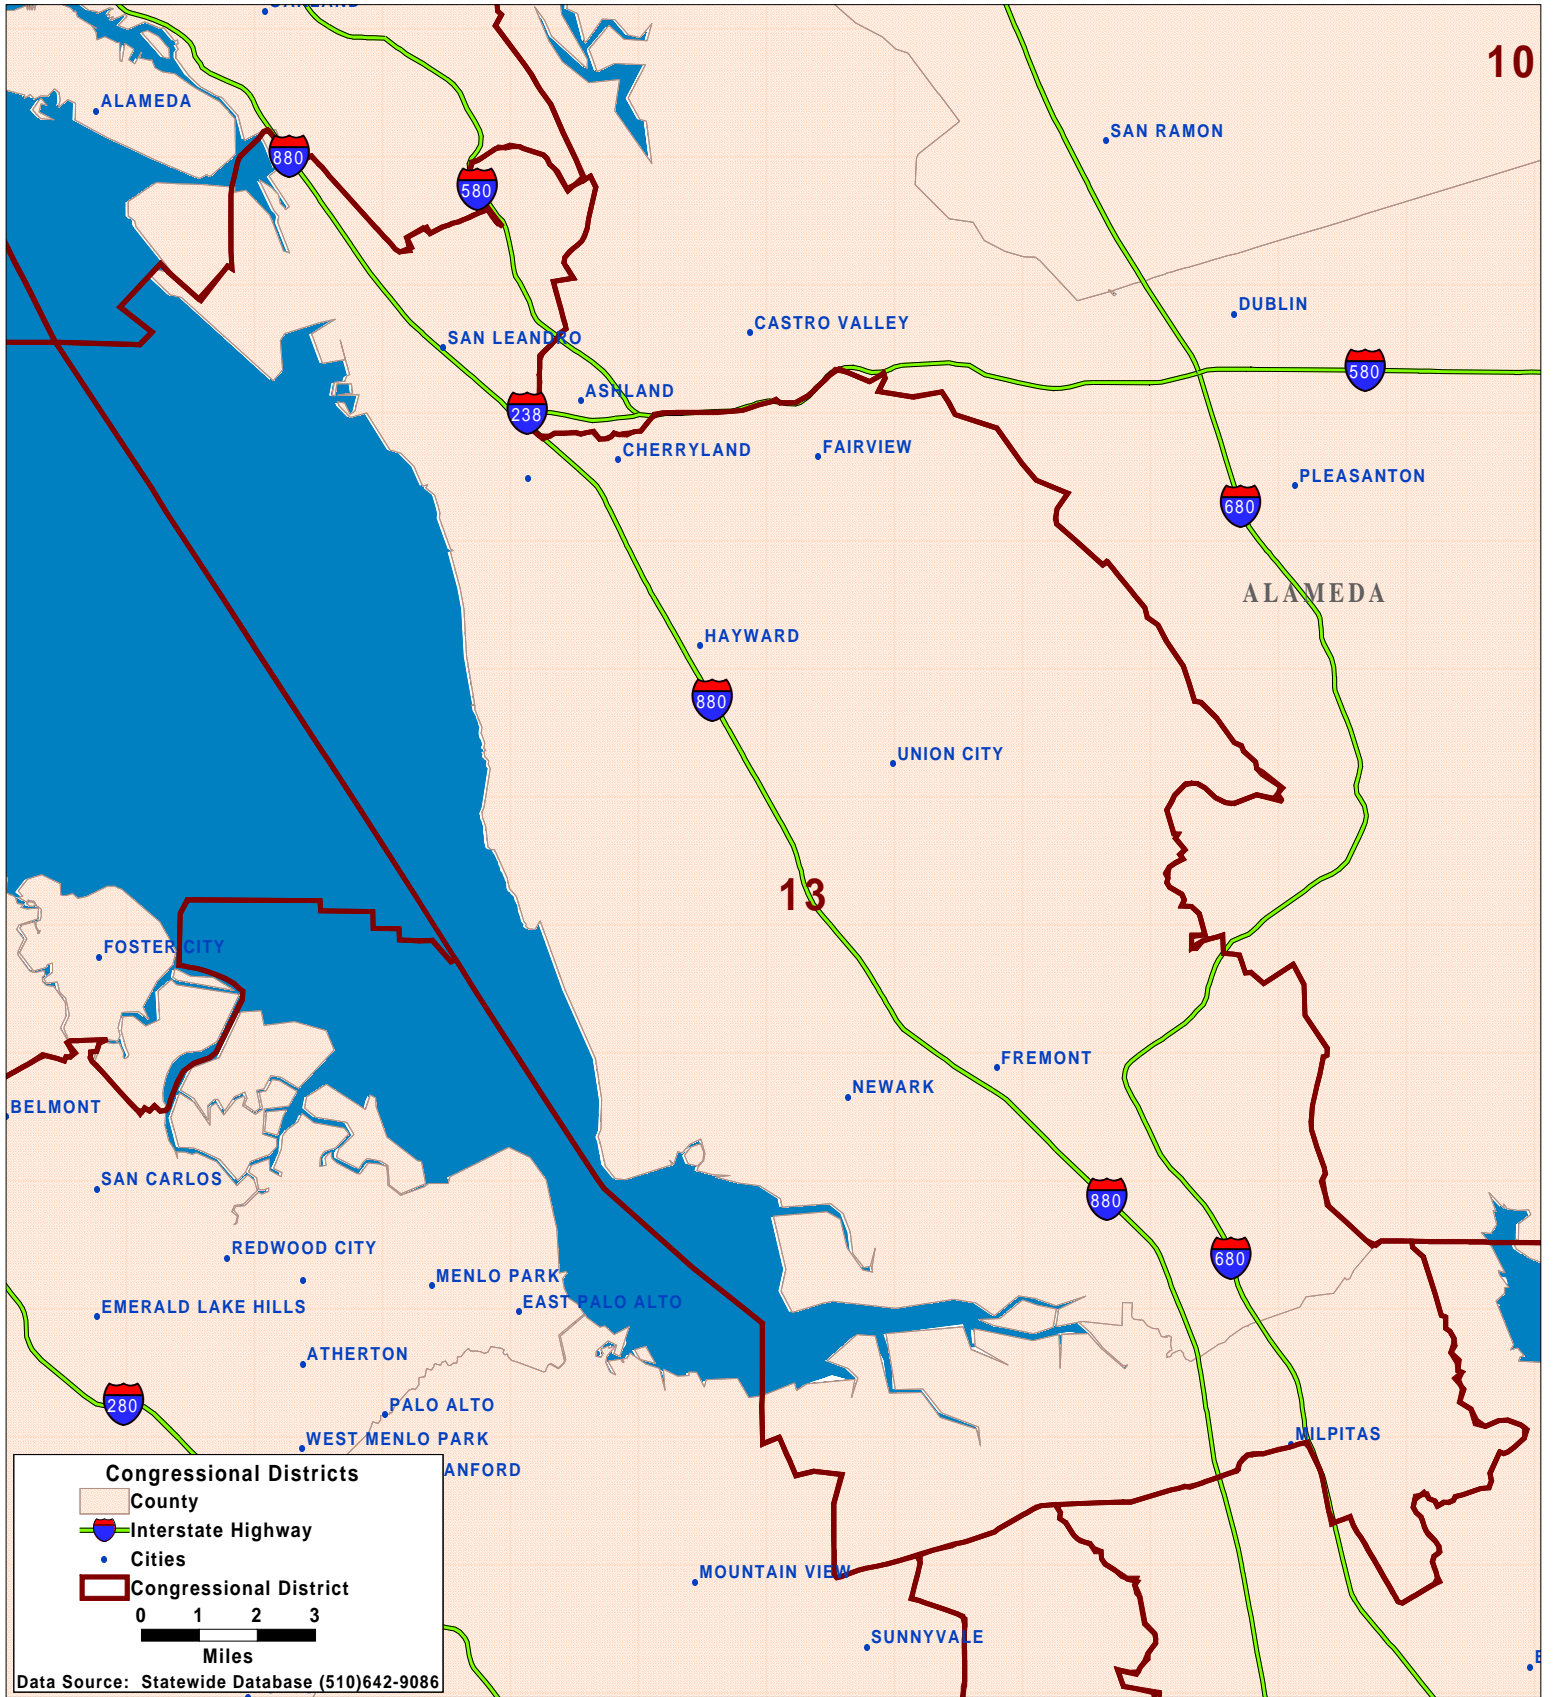 OAKLAND
10
ALAMEDA
SAN RAMON
880
580
DUBLIN
CASTRO VALLEY
SAN LEANDRO
580
ASHLAND
238
CHERRYLAND
FAIRVIEW
PLEASANTON
680
ALAMEDA
HAYWARD
880
UNION CITY
13
FOSTER CITY
FREMONT
NEWARK
BELMONT
SAN CARLOS
880
REDWOOD CITY
680
MENLO PARK
EAST PALO ALTO
EMERALD LAKE HILLS
ATHERTON
280
PALO ALTO
WEST MENLO PARK
MILPITAS
ANFORD
Congressional Districts
County
Interstate Highway
Cities
Congressional District
0 1 2 3
Miles
Data Source: Statewide Database (510)642-9086
MOUNTAIN VIEW
SUNNYVALE